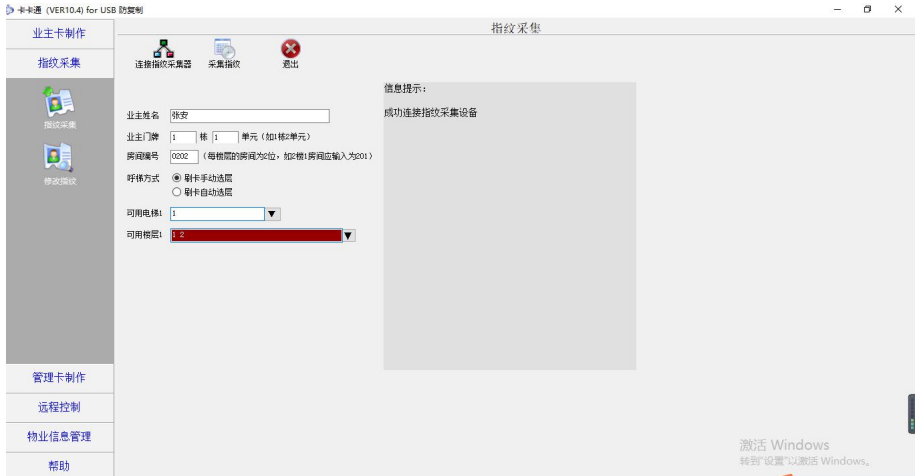 卡卡通 (VER10.4) for USB 防复制
业主卡制作
指纹采集
指纹采集
修改指纹
管理卡制作
远程控制
物业信息管理
帮助
指纹采集
连接指纹采集器 采集指纹 退出
业主姓名 张安
业主门牌 1 栋 1 单元（如1栋2单元）
房间编号 0202 （每楼层的房间为2位，如2楼1房间应输入为201）
呼梯方式 刷卡手动选层
刷卡自动选层
可用电梯1 1
可用楼层1 1 2
信息提示：
成功连接指纹采集设备
激活 Windows
转到"设置"以激活 Windows。